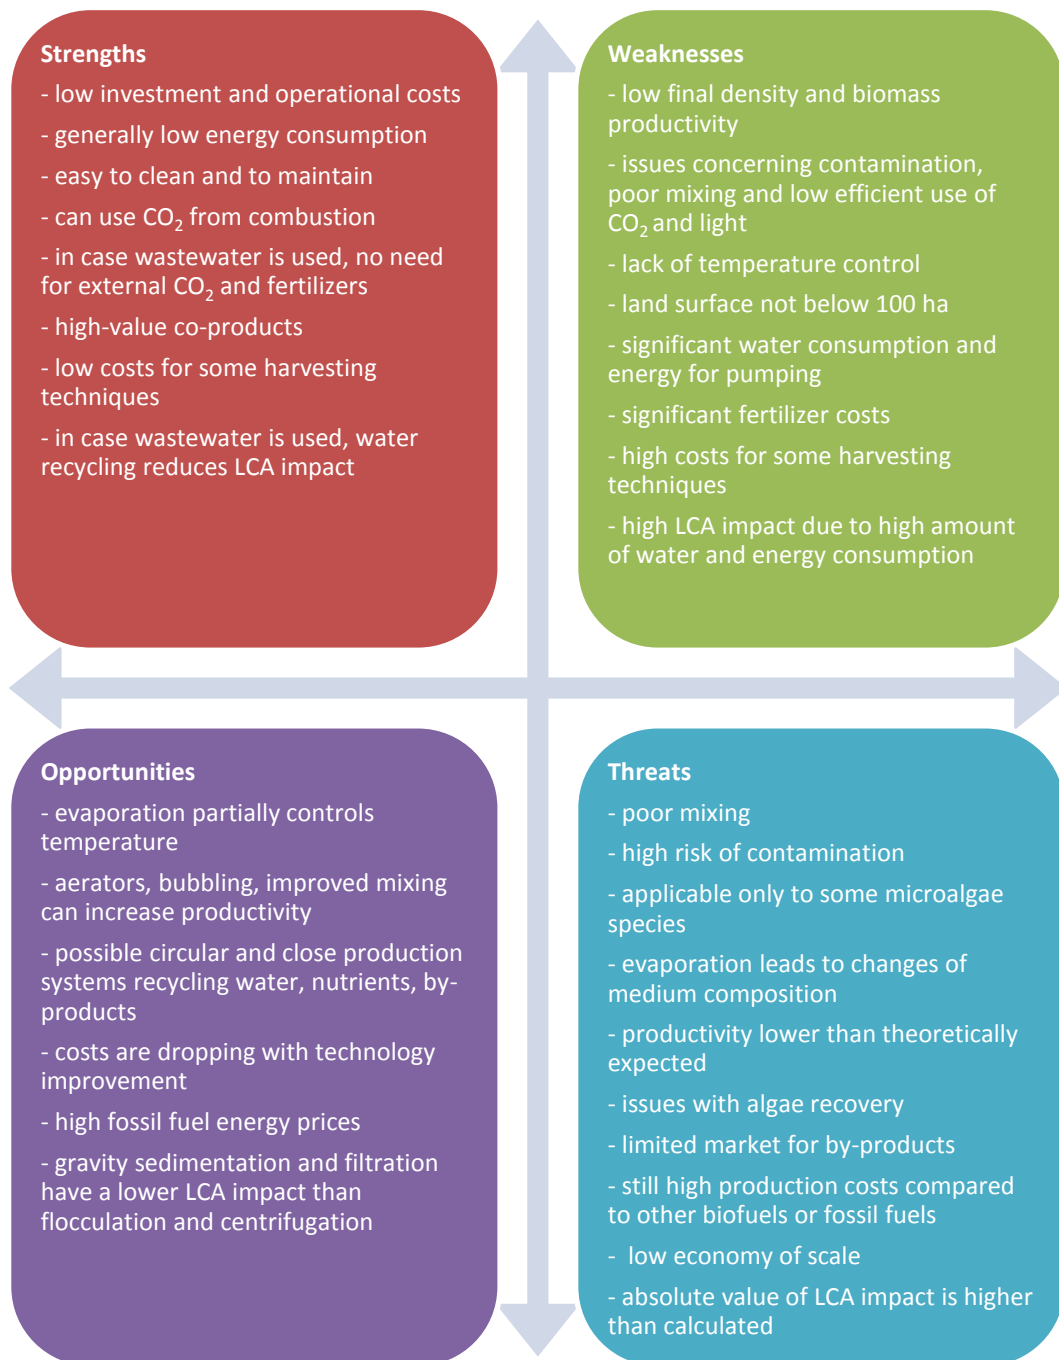 Strengths
- low investment and operational costs
- generally low energy consumption
- easy to clean and to maintain
- can use CO₂ from combustion
- in case wastewater is used, no need
for external CO₂ and fertilizers
- high-value co-products
- low costs for some harvesting
techniques
- in case wastewater is used, water
recycling reduces LCA impact
Weaknesses
- low final density and biomass
productivity
- issues concerning contamination,
poor mixing and low efficient use of
CO₂ and light
- lack of temperature control
- land surface not below 100 ha
- significant water consumption and
energy for pumping
- significant fertilizer costs
- high costs for some harvesting
techniques
- high LCA impact due to high amount
of water and energy consumption
Opportunities
- evaporation partially controls
temperature
- aerators, bubbling, improved mixing
can increase productivity
- possible circular and close production
systems recycling water, nutrients, by-
products
- costs are dropping with technology
improvement
- high fossil fuel energy prices
- gravity sedimentation and filtration
have a lower LCA impact than
flocculation and centrifugation
Threats
- poor mixing
- high risk of contamination
- applicable only to some microalgae
species
- evaporation leads to changes of
medium composition
- productivity lower than theoretically
expected
- issues with algae recovery
- limited market for by-products
- still high production costs compared
to other biofuels or fossil fuels
- low economy of scale
- absolute value of LCA impact is higher
than calculated